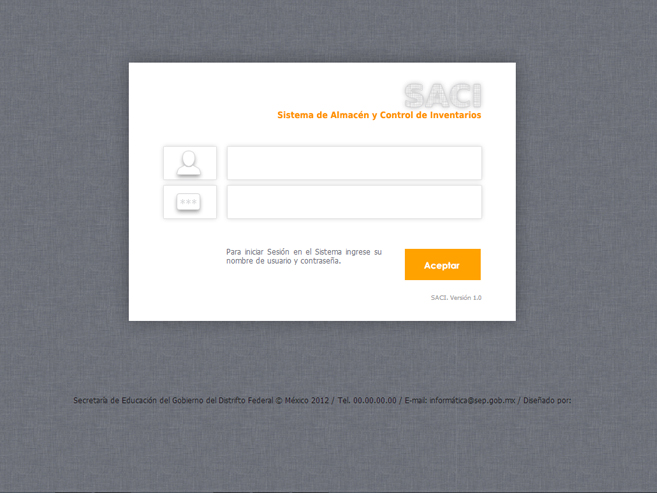 SACI
Sistema de Almacén y Control de Inventarios
Para iniciar Sesión en el Sistema ingrese su
nombre de usuario y contraseña.
Aceptar
SACI. Versión 1.0
Secretaría de Educación del Gobierno del Distrifto Federal © México 2012 / Tel. 00.00.00.00 / E-mail: informática@sep.gob.mx / Diseñado por: